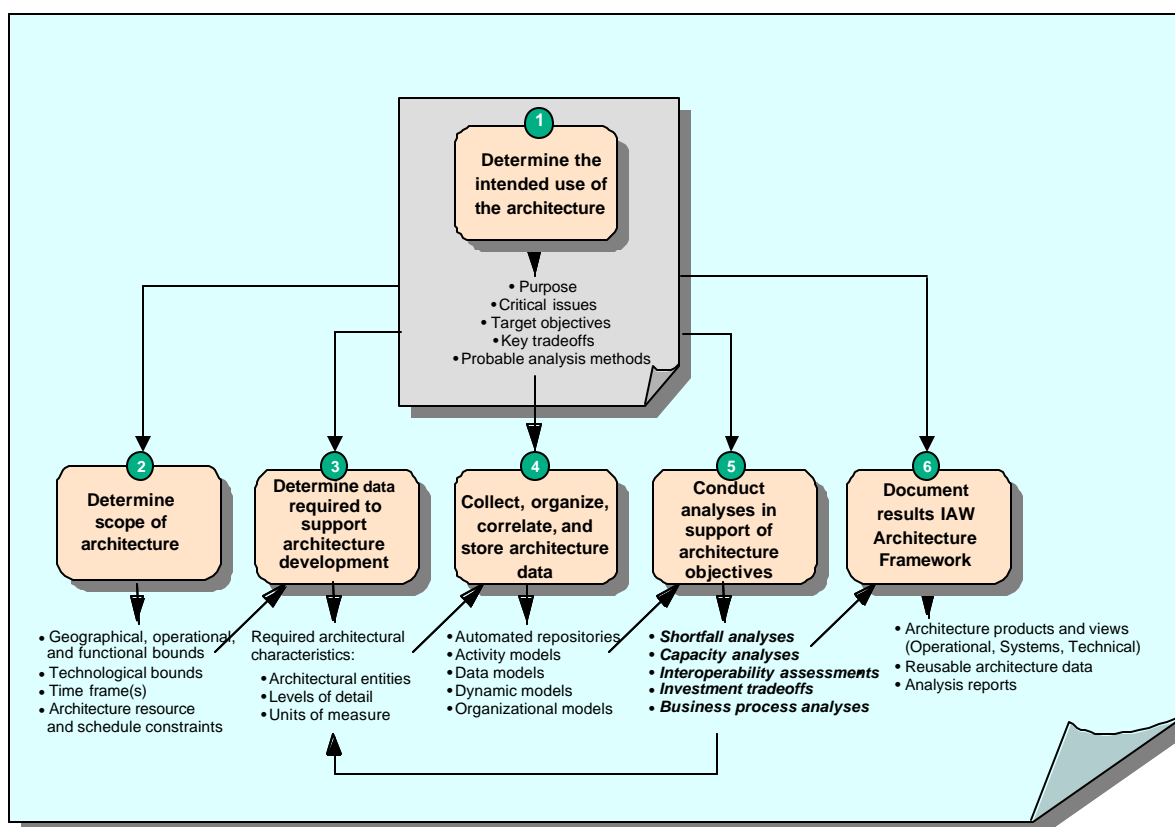 1
Determine the
intended use of
the architecture
• Purpose
• Critical issues
• Target objectives
• Key tradeoffs
• Probable analysis methods
2
Determine
scope of
architecture
• Geographical, operational,
and functional bounds
• Technological bounds
• Time frame(s)
• Architecture resource
and schedule constraints
3
Determine data
required to
support
architecture
development
Required architectural
characteristics:
• Architectural entities
• Levels of detail
• Units of measure
4
Collect, organize,
correlate, and
store architecture
data
• Automated repositories
• Activity models
• Data models
• Dynamic models
• Organizational models
5
Conduct
analyses in
support of
architecture
objectives
• Shortfall analyses
• Capacity analyses
• Interoperability assessments
• Investment tradeoffs
• Business process analyses
6
Document
results IAW
Architecture
Framework
• Architecture products and views
(Operational, Systems, Technical)
• Reusable architecture data
• Analysis reports